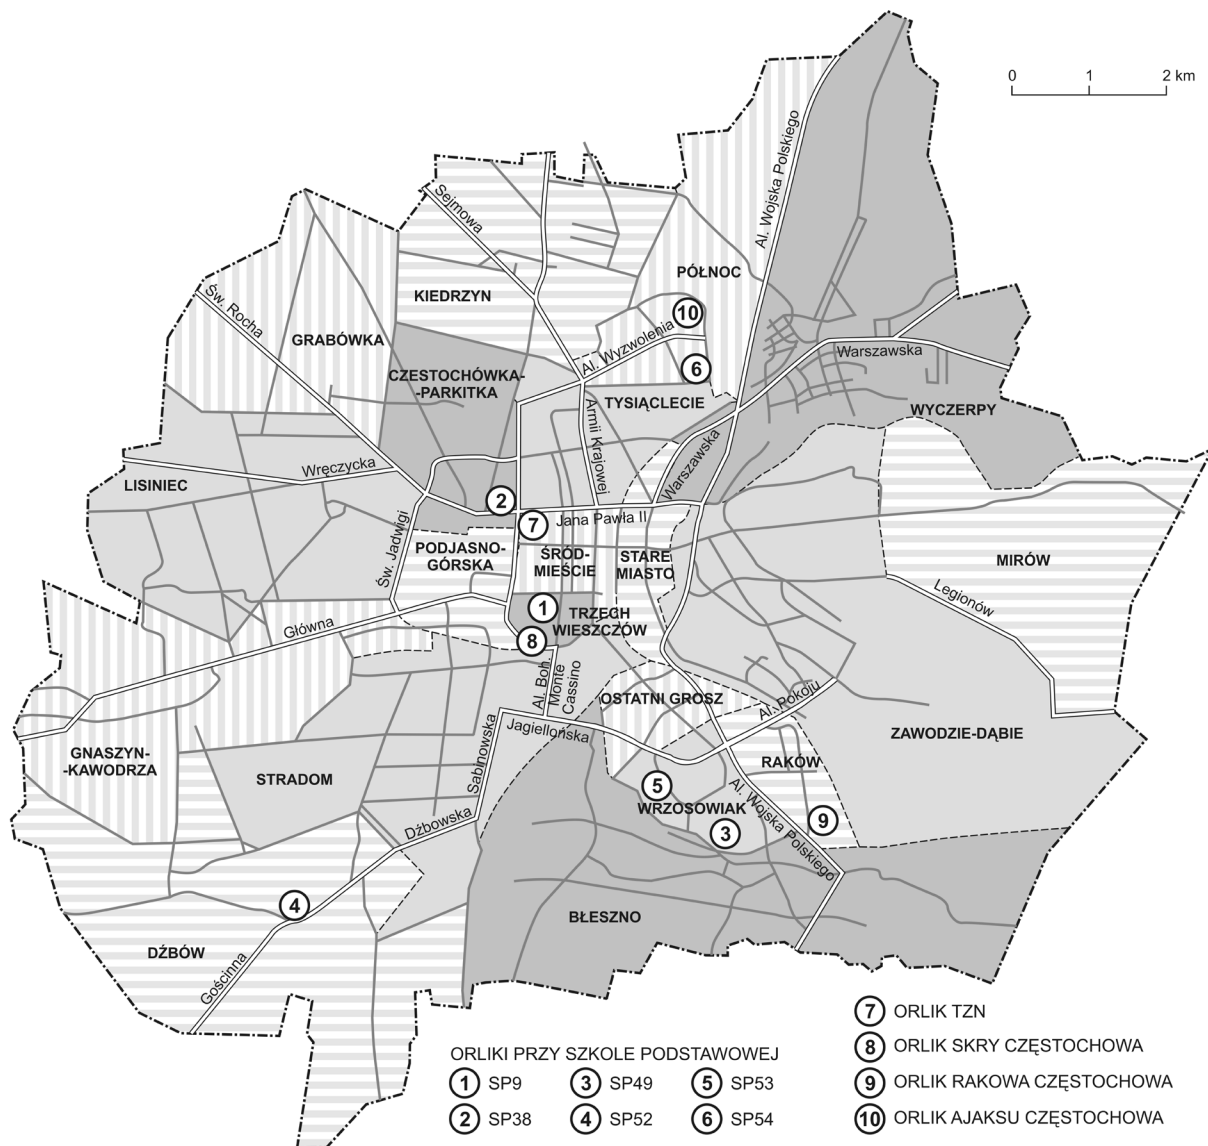 0 1 2 km
Al. Wojska Polskiego
Sejmowa
PÓŁNOC
KIEDRZYN
Św. Rocha
10
GRABÓWKA
Al. Wyzwolenia
Warszawska
6
CZESTOCHÓWKA-
-PARKITKA
TYSIĄCLECIE
WYCZERPY
Armii Krajowej
Warszawska
Wręczycka
LISINIEC
2
Jana Pawła II
7
Św. Jadwigi
PODJASNO-
GÓRSKA
ŚRÓD-
MIEŚCIE
STARE
MIASTO
MIRÓW
Legionów
1
TRZECH
WIESZCZÓW
Główna
8
Al. Boh.
Monte
Cassino
OSTATNI GROSZ
Al. Pokoju
Jagiellońska
Sabinowska
ZAWODZIE-DĄBIE
GNASZYN-
-KAWODRZA
STRADOM
RAKÓW
5
WRZOSOWIAK
Al. Wojska Polskiego
Dźbowska
3
9
4
BŁESZNO
DŹBÓW
Gościnna
7 ORLIK TZN
8 ORLIK SKRY CZĘSTOCHOWA
9 ORLIK RAKOWA CZĘSTOCHOWA
10 ORLIK AJAKSU CZĘSTOCHOWA
ORLIKI PRZY SZKOLE PODSTAWOWEJ
1 SP9 3 SP49 5 SP53
2 SP38 4 SP52 6 SP54